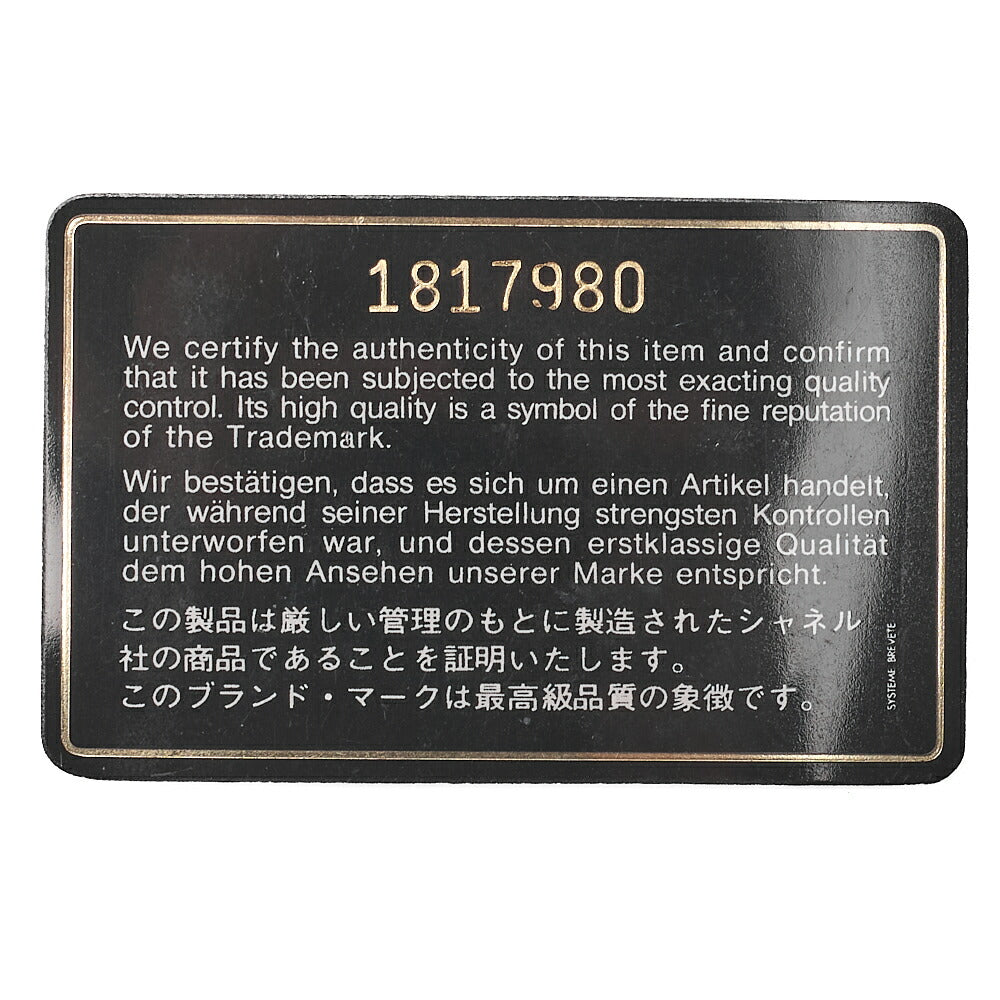 1817980
We certify the authenticity of this item and confirm
that it has been subjected to the most exacting quality
control. Its high quality is a symbol of the fine reputation
of the Trademark.
Wir bestätigen, dass es sich um einen Artikel handelt,
der während seiner Herstellung strengsten Kontrollen
unterworfen war, und dessen erstklassige Qualität
dem hohen Ansehen unserer Marke entspricht.
この製品は厳しい管理のもとに製造されたシャネル
社の商品であることを証明いたします。
このブランド・マークは最高級品質の象徴です。
SYSTEME BREVETE